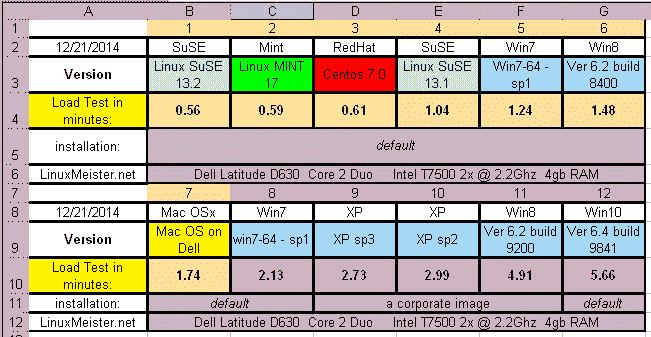 A B C D E F G
1 1 2 3 4 5 6
2 12/21/2014 SuSE Mint RedHat SuSE Win7 Win8
3 Version Linux SuSE 13.2 Linux MINT 17 Centos 7.0 Linux SuSE 13.1 Win7-64 - sp1 Ver 6.2 build 8400
4 Load Test in minutes: 0.56 0.59 0.61 1.04 1.24 1.48
5 installation: default
6 LinuxMeister.net Dell Latitude D630 Core 2 Duo Intel T7500 2x @ 2.2Ghz 4gb RAM
7 7 8 9 10 11 12
8 12/21/2014 Mac OSx Win7 XP XP Win8 Win10
9 Version Mac OS on Dell win7-64 - sp1 XP sp3 XP sp2 Ver 6.2 build 9200 Ver 6.4 build 9841
10 Load Test in minutes: 1.74 2.13 2.73 2.99 4.91 5.66
11 installation: default a corporate image default
12 LinuxMeister.net Dell Latitude D630 Core 2 Duo Intel T7500 2x @ 2.2Ghz 4gb RAM